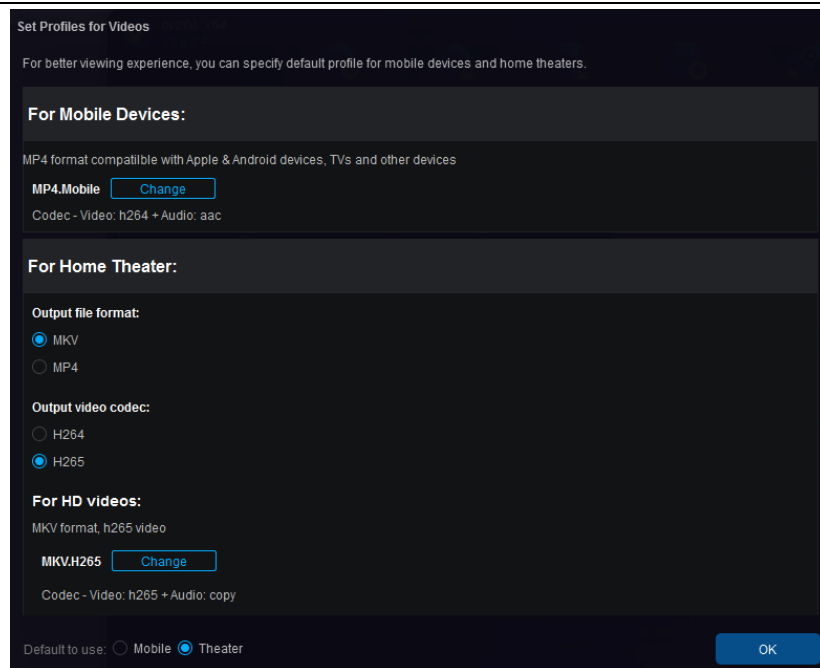 Set Profiles for Videos
For better viewing experience, you can specify default profile for mobile devices and home theaters.
For Mobile Devices:
MP4 format compatilble with Apple & Android devices, TVs and other devices
MP4.Mobile Change
Codec - Video: h264 + Audio: aac
For Home Theater:
Output file format:
MKV
MP4
Output video codec:
H264
H265
For HD videos:
MKV format, h265 video
MKV.H265 Change
Codec - Video: h265 + Audio: copy
Default to use: Mobile Theater OK